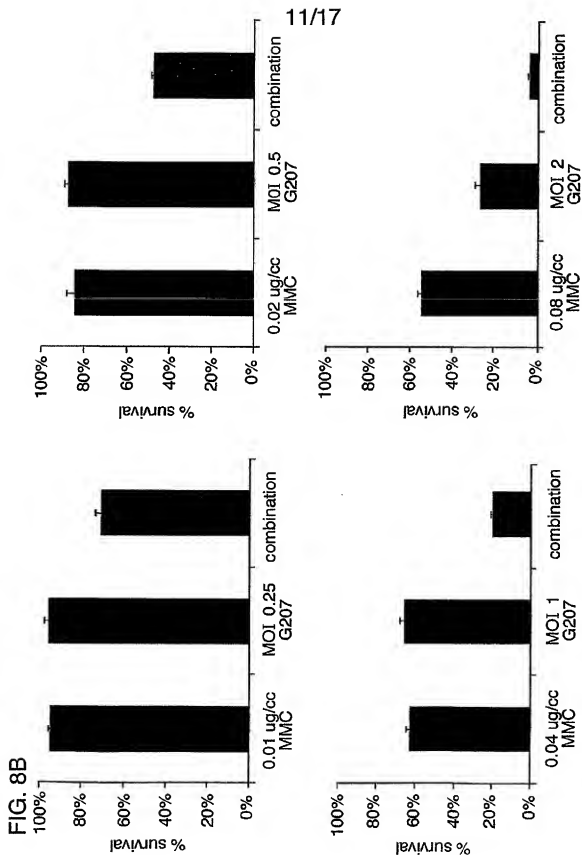 11/17
FIG. 8B
% survival
100%
80%
60%
40%
20%
0%
0.01 ug/cc
MMC
MOI 0.25
G207
combination
% survival
100%
80%
60%
40%
20%
0%
0.02 ug/cc
MMC
MOI 0.5
G207
combination
% survival
100%
80%
60%
40%
20%
0%
0.04 ug/cc
MMC
MOI 1
G207
combination
% survival
100%
80%
60%
40%
20%
0%
0.08 ug/cc
MMC
MOI 2
G207
combination